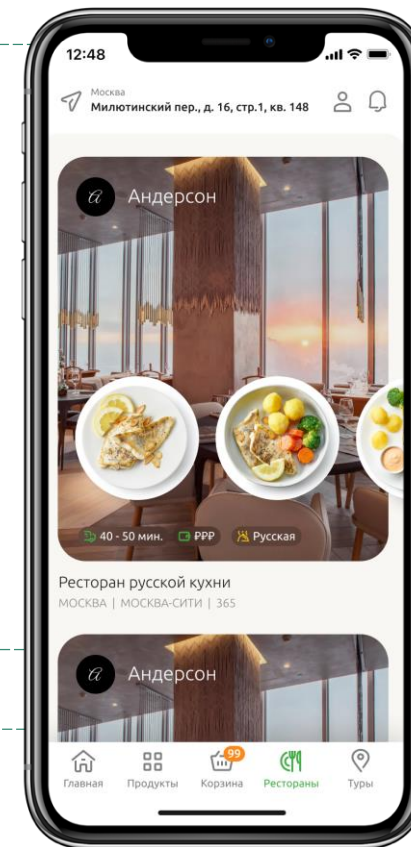 12:48
Москва
Милютинский пер., д. 16, стр.1, кв. 148
a
Андерсон
40 - 50 мин.
₽₽₽
Русская
Ресторан русской кухни
МОСКВА | МОСКВА-СИТИ | 365
a
Андерсон
99
Главная
Продукты
Корзина
Рестораны
Туры